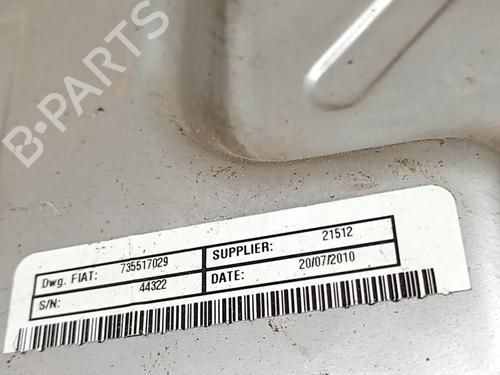 B-PARTS
Dwg. FIAT: 735517029 SUPPLIER: 21512
S/N: 44322 DATE: 20/07/2010